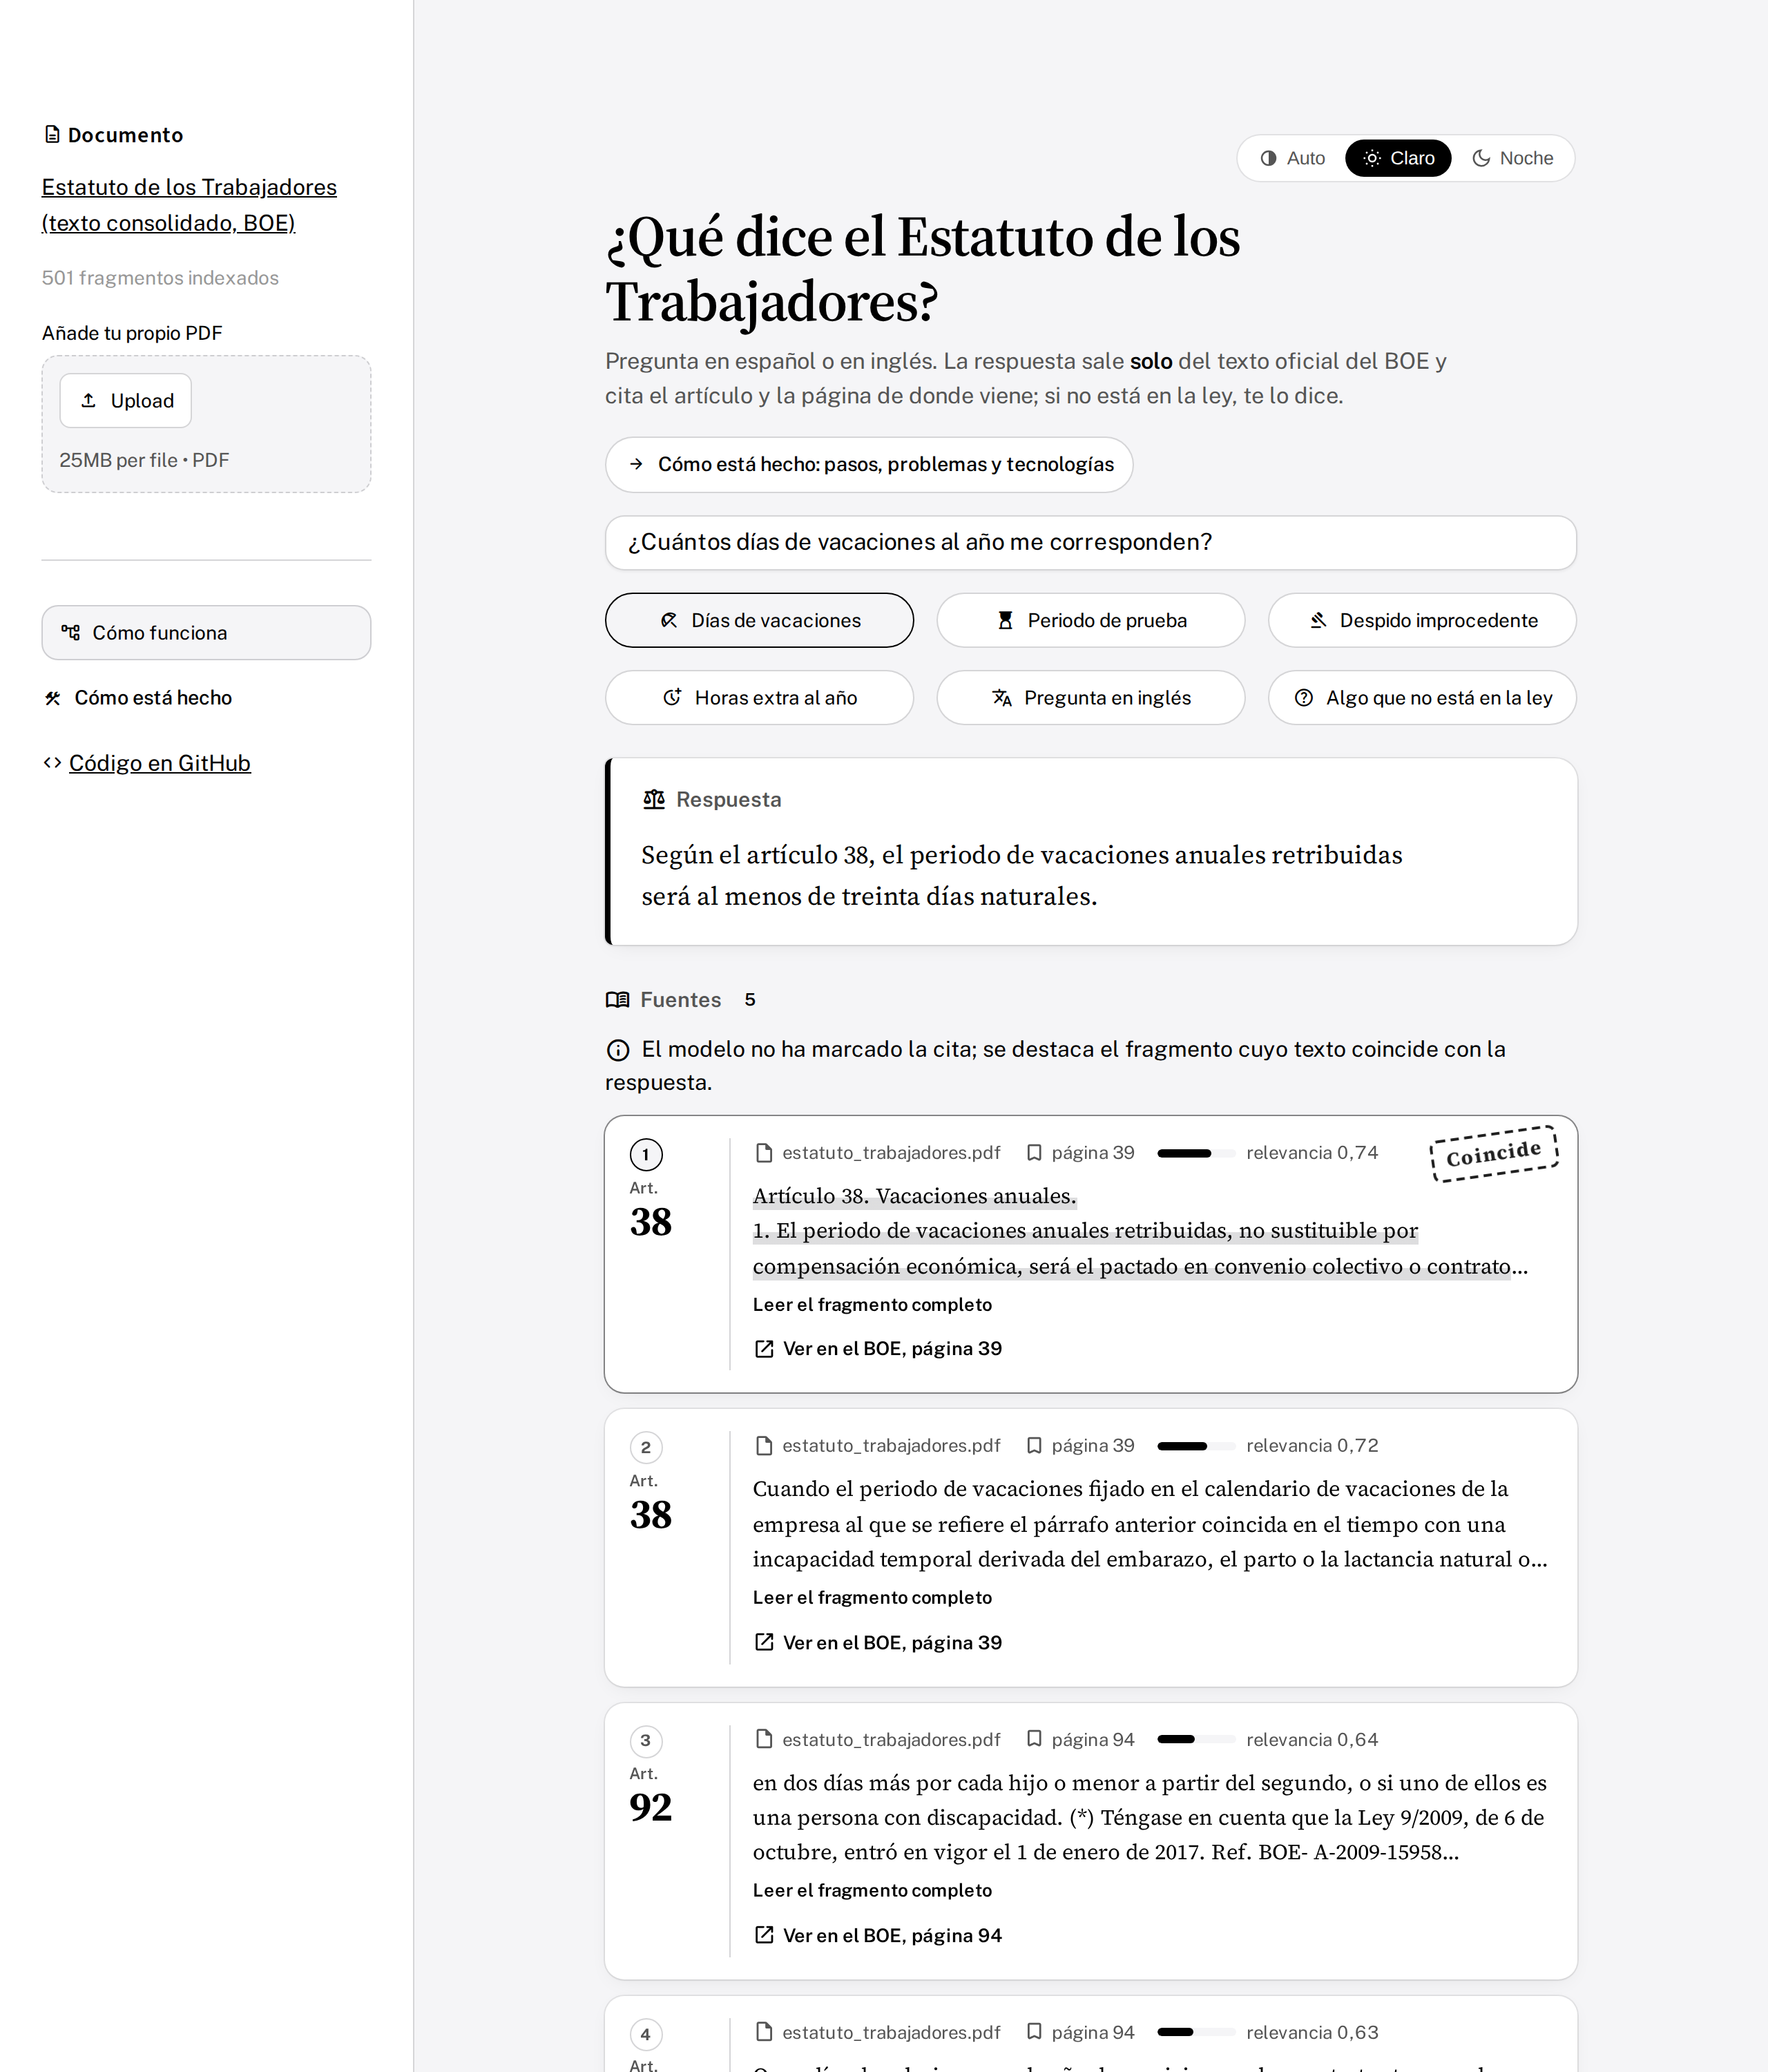 Documento
Estatuto de los Trabajadores
(texto consolidado, BOE)
501 fragmentos indexados
Añade tu propio PDF
Upload
25MB per file • PDF
Cómo funciona
Cómo está hecho
Código en GitHub
Auto Claro Noche
¿Qué dice el Estatuto de los
Trabajadores?
Pregunta en español o en inglés. La respuesta sale solo del texto oficial del BOE y
cita el artículo y la página de donde viene; si no está en la ley, te lo dice.
Cómo está hecho: pasos, problemas y tecnologías
¿Cuántos días de vacaciones al año me corresponden?
Días de vacaciones Periodo de prueba Despido improcedente
Horas extra al año Pregunta en inglés Algo que no está en la ley
Respuesta
Según el artículo 38, el periodo de vacaciones anuales retribuidas
será al menos de treinta días naturales.
Fuentes 5
El modelo no ha marcado la cita; se destaca el fragmento cuyo texto coincide con la
respuesta.
1
Art.
38
estatuto_trabajadores.pdf página 39 relevancia 0,74
Coincide
Artículo 38. Vacaciones anuales.
1. El periodo de vacaciones anuales retribuidas, no sustituible por
compensación económica, será el pactado en convenio colectivo o contrato...
Leer el fragmento completo
Ver en el BOE, página 39
2
Art.
38
estatuto_trabajadores.pdf página 39 relevancia 0,72
Cuando el periodo de vacaciones fijado en el calendario de vacaciones de la
empresa al que se refiere el párrafo anterior coincida en el tiempo con una
incapacidad temporal derivada del embarazo, el parto o la lactancia natural o...
Leer el fragmento completo
Ver en el BOE, página 39
3
Art.
92
estatuto_trabajadores.pdf página 94 relevancia 0,64
en dos días más por cada hijo o menor a partir del segundo, o si uno de ellos es
una persona con discapacidad. (*) Téngase en cuenta que la Ley 9/2009, de 6 de
octubre, entró en vigor el 1 de enero de 2017. Ref. BOE- A-2009-15958...
Leer el fragmento completo
Ver en el BOE, página 94
4
Art.
estatuto_trabajadores.pdf página 94 relevancia 0,63